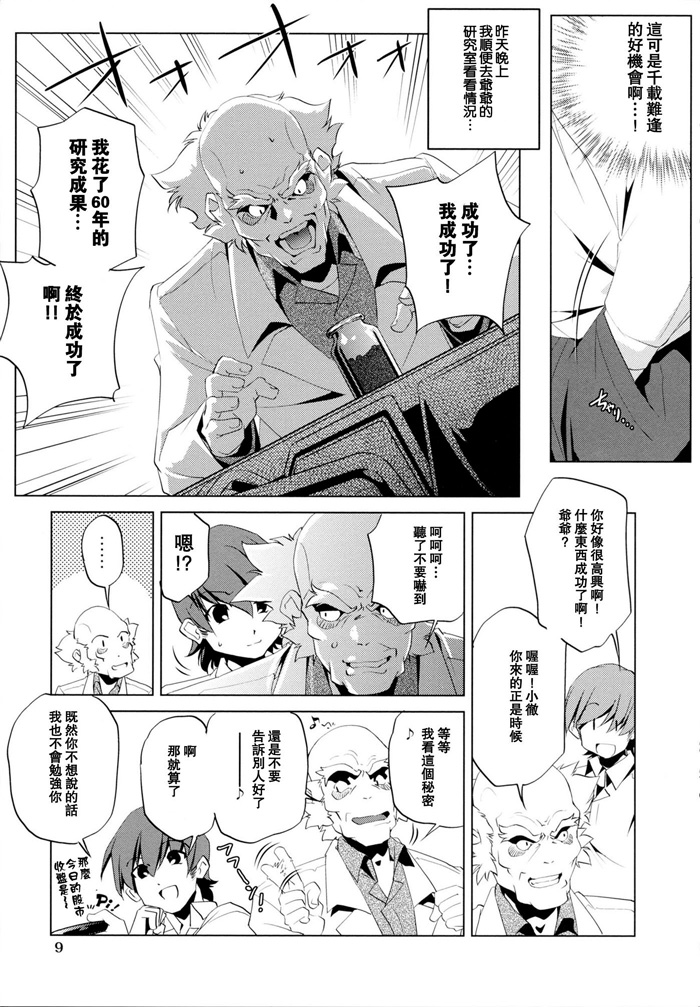 這可是千載難逢
的好機會啊…！
昨天晚上
我順便去爺爺的
研究室看看情況…
成功了…
我成功了！
我花了60年的
研究成果…
終於成功了
啊!!
你好像很高興啊！
什麼東西成功了啊！
爺爺？
喔喔！小徹
你來的正是時候
呵呵呵…
聽了不要嚇到
嗯!?
……
等等
我看這個秘密
♪
還是不要
告訴別人好了
♪
啊
那就算了
既然你不想說的話
我也不會勉強你
那麼
今日的股市
收盤是～
Pi!
9